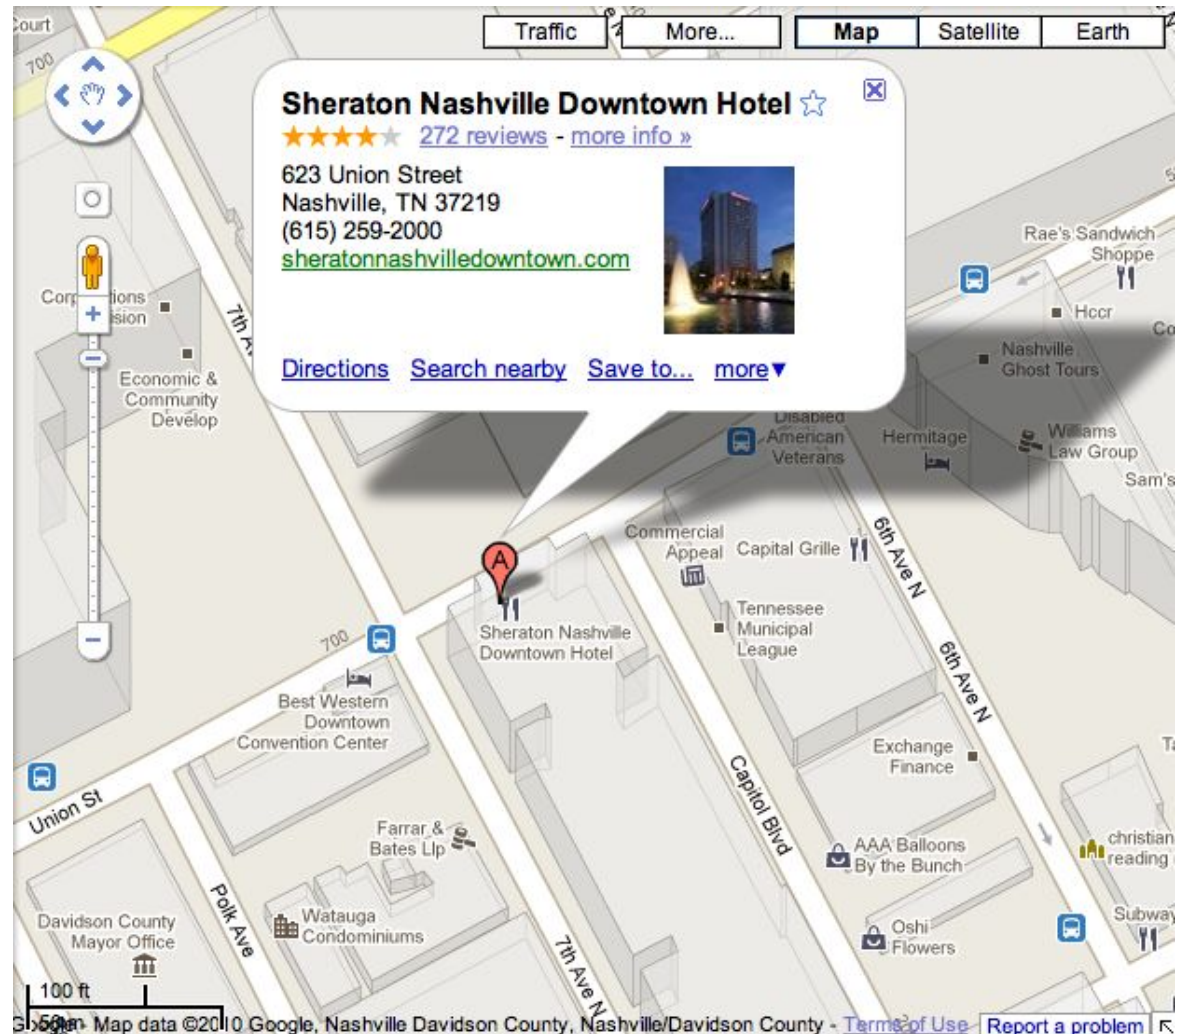 Court
Traffic
More...
Map
Satellite
Earth
700
Sheraton Nashville Downtown Hotel
272 reviews - more info »
623 Union Street
Nashville, TN 37219
(615) 259-2000
sheratonnashvilledowntown.com
Directions Search nearby Save to... more▼
Rae's Sandwich
Shoppe
Hccr
Nashville
Ghost Tours
7th Av
Economic &
Community
Develop
Disabled
American
Veterans
Hermitage
Williams
Law Group
Sam's
Commercial
Appeal
Capital Grille
6th Ave N
A
Sheraton Nashville
Downtown Hotel
Tennessee
Municipal
League
700
6th Ave N
Best Western
Downtown
Convention Center
Exchange
Finance
Union St
Capitol Blvd
Farrar &
Bates Llp
AAA Balloons
By the Bunch
christian
reading
Polk Ave
Davidson County
Mayor Office
Watauga
Condominiums
7th Ave N
Oshi
Flowers
Subway
100 ft
Map data ©2010 Google, Nashville Davidson County, Nashville/Davidson County - Terms of Use
Report a problem